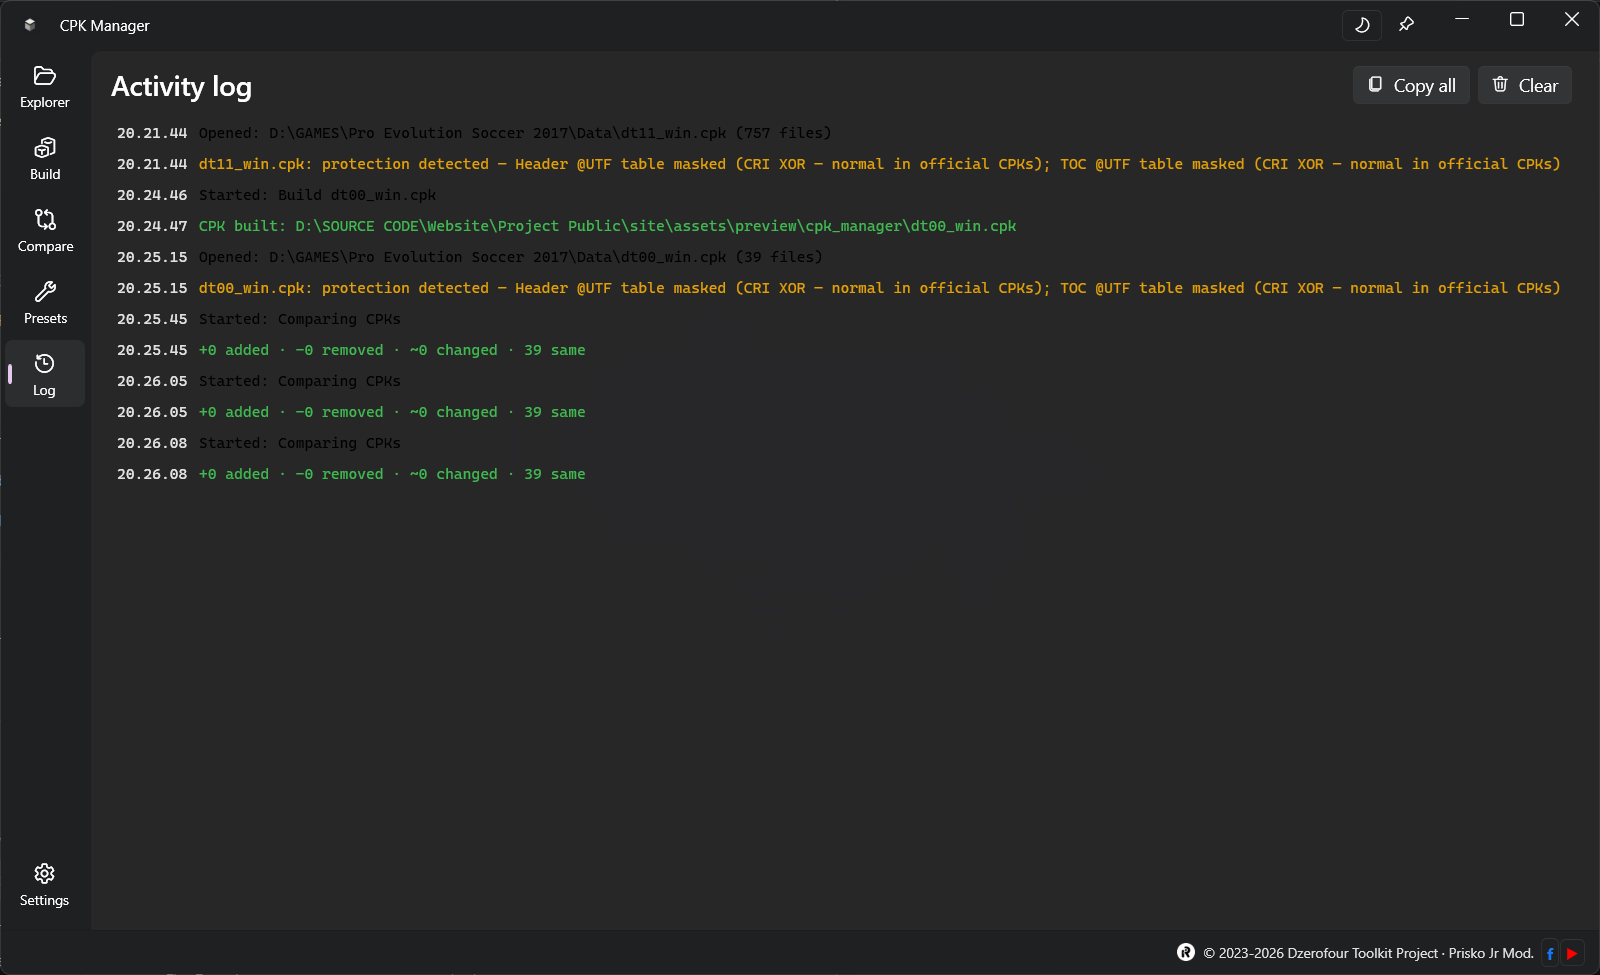 CPK Manager
Explorer
Build
Compare
Presets
Log
Settings
Activity log
Copy all
Clear
20.21.44 Opened: D:\GAMES\Pro Evolution Soccer 2017\Data\dt11_win.cpk (757 files)
20.21.44 dt11_win.cpk: protection detected — Header @UTF table masked (CRI XOR — normal in official CPKs); TOC @UTF table masked (CRI XOR — normal in official CPKs)
20.24.46 Started: Build dt00_win.cpk
20.24.47 CPK built: D:\SOURCE CODE\Website\Project Public\site\assets\preview\cpk_manager\dt00_win.cpk
20.25.15 Opened: D:\GAMES\Pro Evolution Soccer 2017\Data\dt00_win.cpk (39 files)
20.25.15 dt00_win.cpk: protection detected — Header @UTF table masked (CRI XOR — normal in official CPKs); TOC @UTF table masked (CRI XOR — normal in official CPKs)
20.25.45 Started: Comparing CPKs
20.25.45 +0 added · −0 removed · ~0 changed · 39 same
20.26.05 Started: Comparing CPKs
20.26.05 +0 added · −0 removed · ~0 changed · 39 same
20.26.08 Started: Comparing CPKs
20.26.08 +0 added · −0 removed · ~0 changed · 39 same
© 2023-2026 Dzerofour Toolkit Project · Prisko Jr Mod.